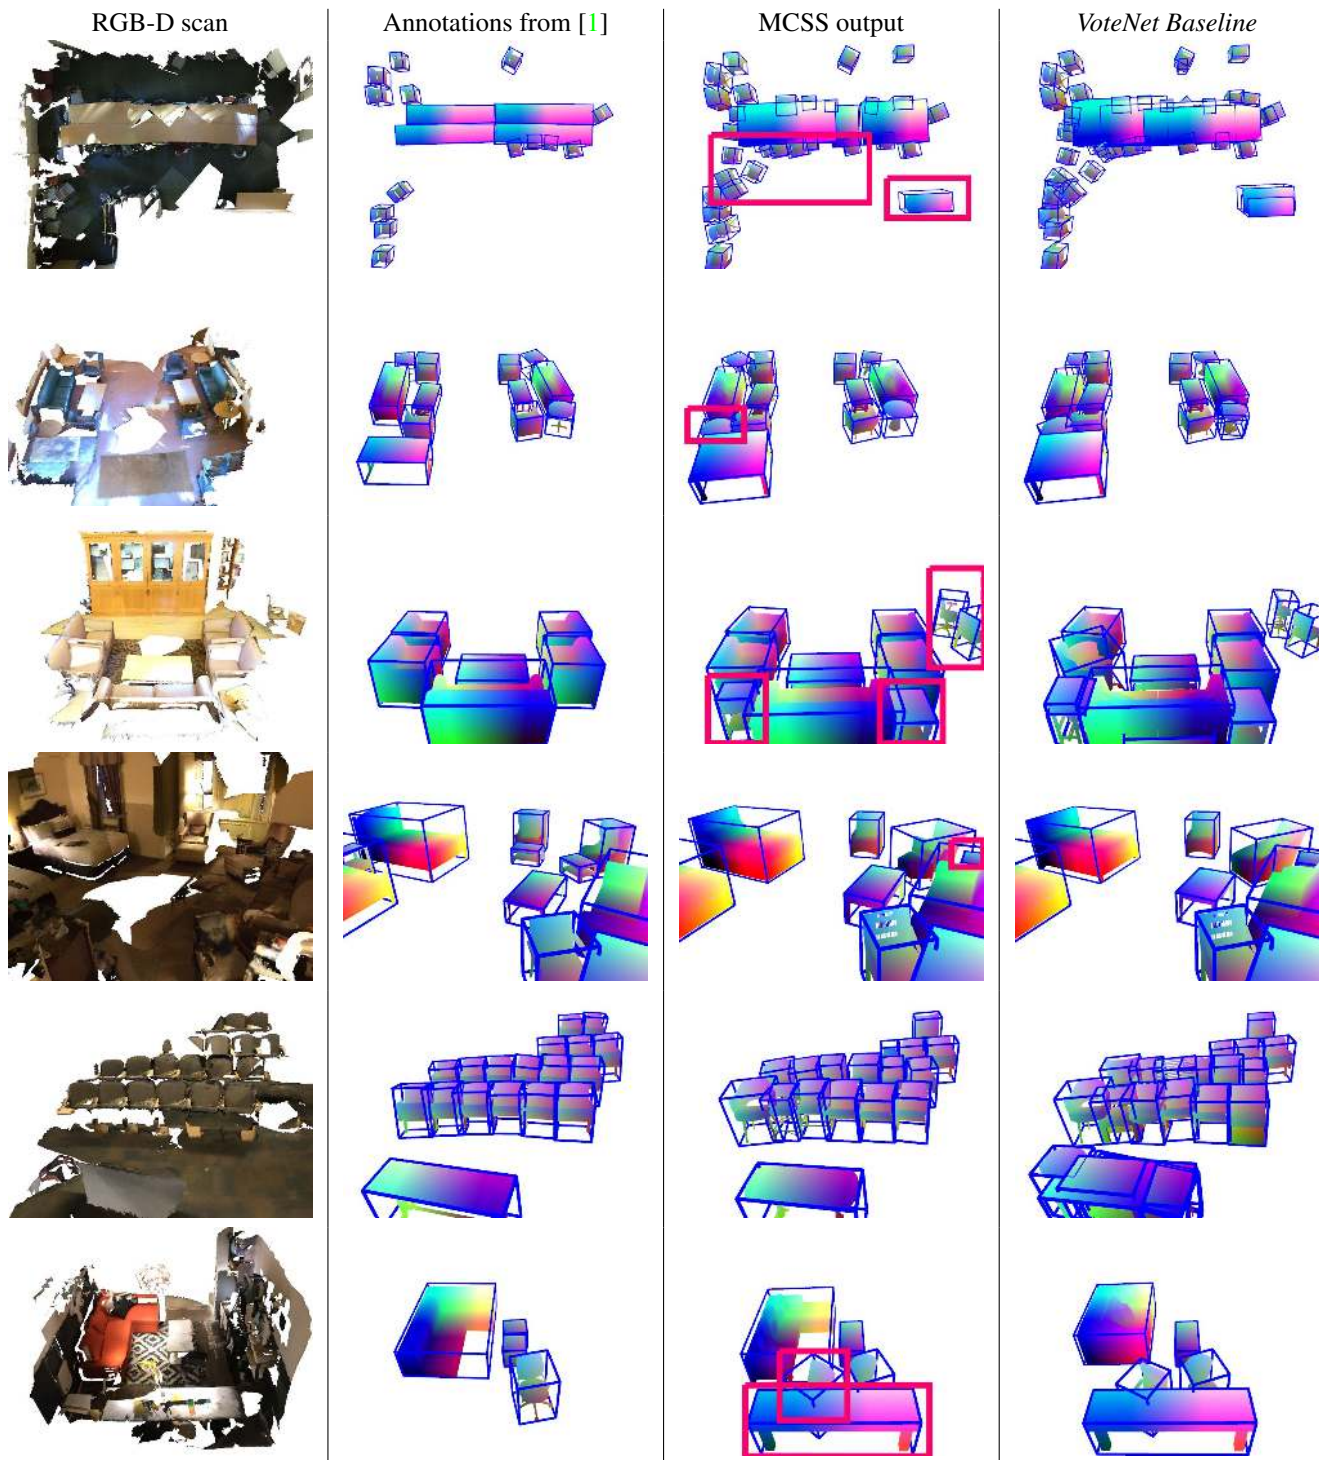 RGB-D scan
Annotations from [1]
MCSS output
VoteNet Baseline